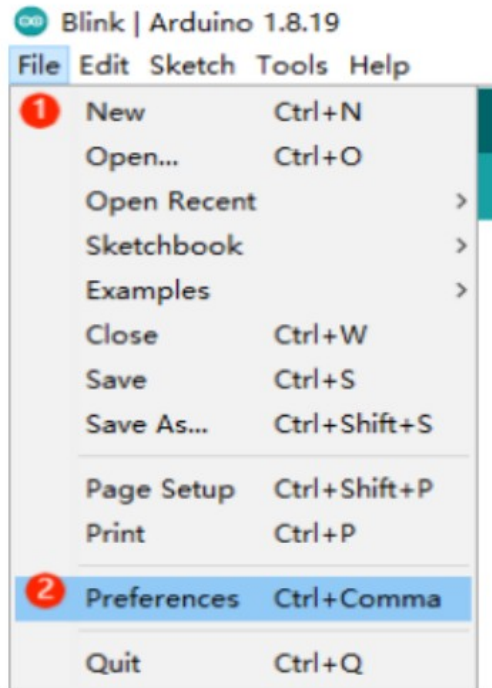 Blink | Arduino 1.8.19
File Edit Sketch Tools Help
1 New Ctrl+N
Open... Ctrl+O
Open Recent >
Sketchbook >
Examples >
Close Ctrl+W
Save Ctrl+S
Save As... Ctrl+Shift+S
Page Setup Ctrl+Shift+P
Print Ctrl+P
2 Preferences Ctrl+Comma
Quit Ctrl+Q